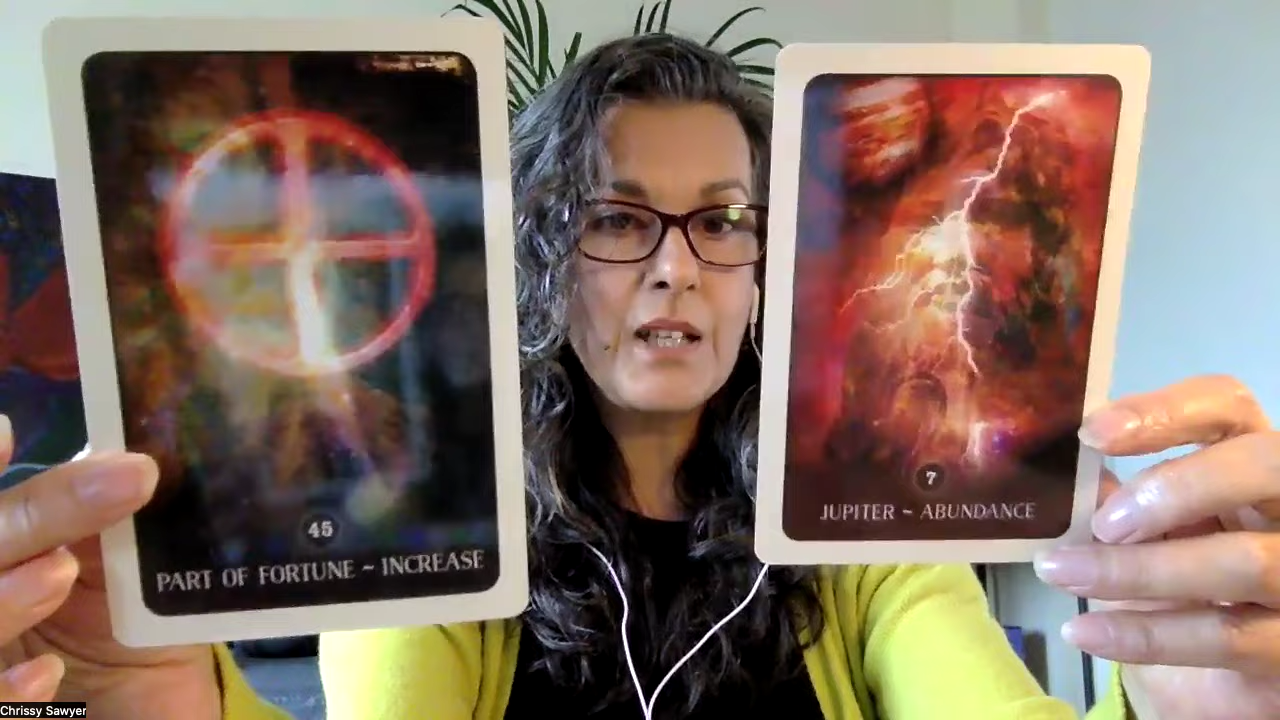 45
PART OF FORTUNE ~ INCREASE
7
JUPITER ~ ABUNDANCE
Chrissy Sawyer